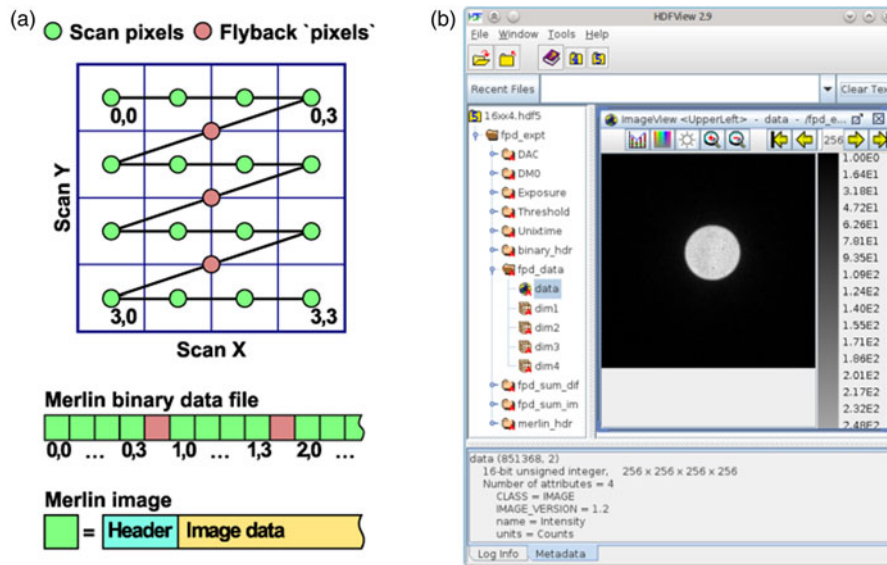 (a)
Scan pixels Flyback `pixels`
0,0 0,3
Scan Y
3,0 3,3
Scan X
Merlin binary data file
0,0 ... 0,3 1,0 ... 1,3 2,0 ...
Merlin image
= Header Image data
(b)
HDFView 2.9
File Window Tools Help
Recent Files Clear Tex
16xx4.hdf5
fpd_expt
DAC
DM0
Exposure
Threshold
Unixtime
binary_hdr
fpd_data
data
dim1
dim2
dim3
dim4
fpd_sum_dif
fpd_sum_im
merlin_hdr
ImageView <UpperLeft> - data - /fpd_e...
256
1.00E0
1.64E1
3.18E1
4.72E1
6.26E1
7.81E1
9.35E1
1.09E2
1.24E2
1.40E2
1.55E2
1.71E2
1.86E2
2.01E2
2.17E2
2.32E2
2.48E2
data (851368, 2)
16-bit unsigned integer, 256 x 256 x 256 x 256
Number of attributes = 4
CLASS = IMAGE
IMAGE_VERSION = 1.2
name = Intensity
units = Counts
Log Info Metadata